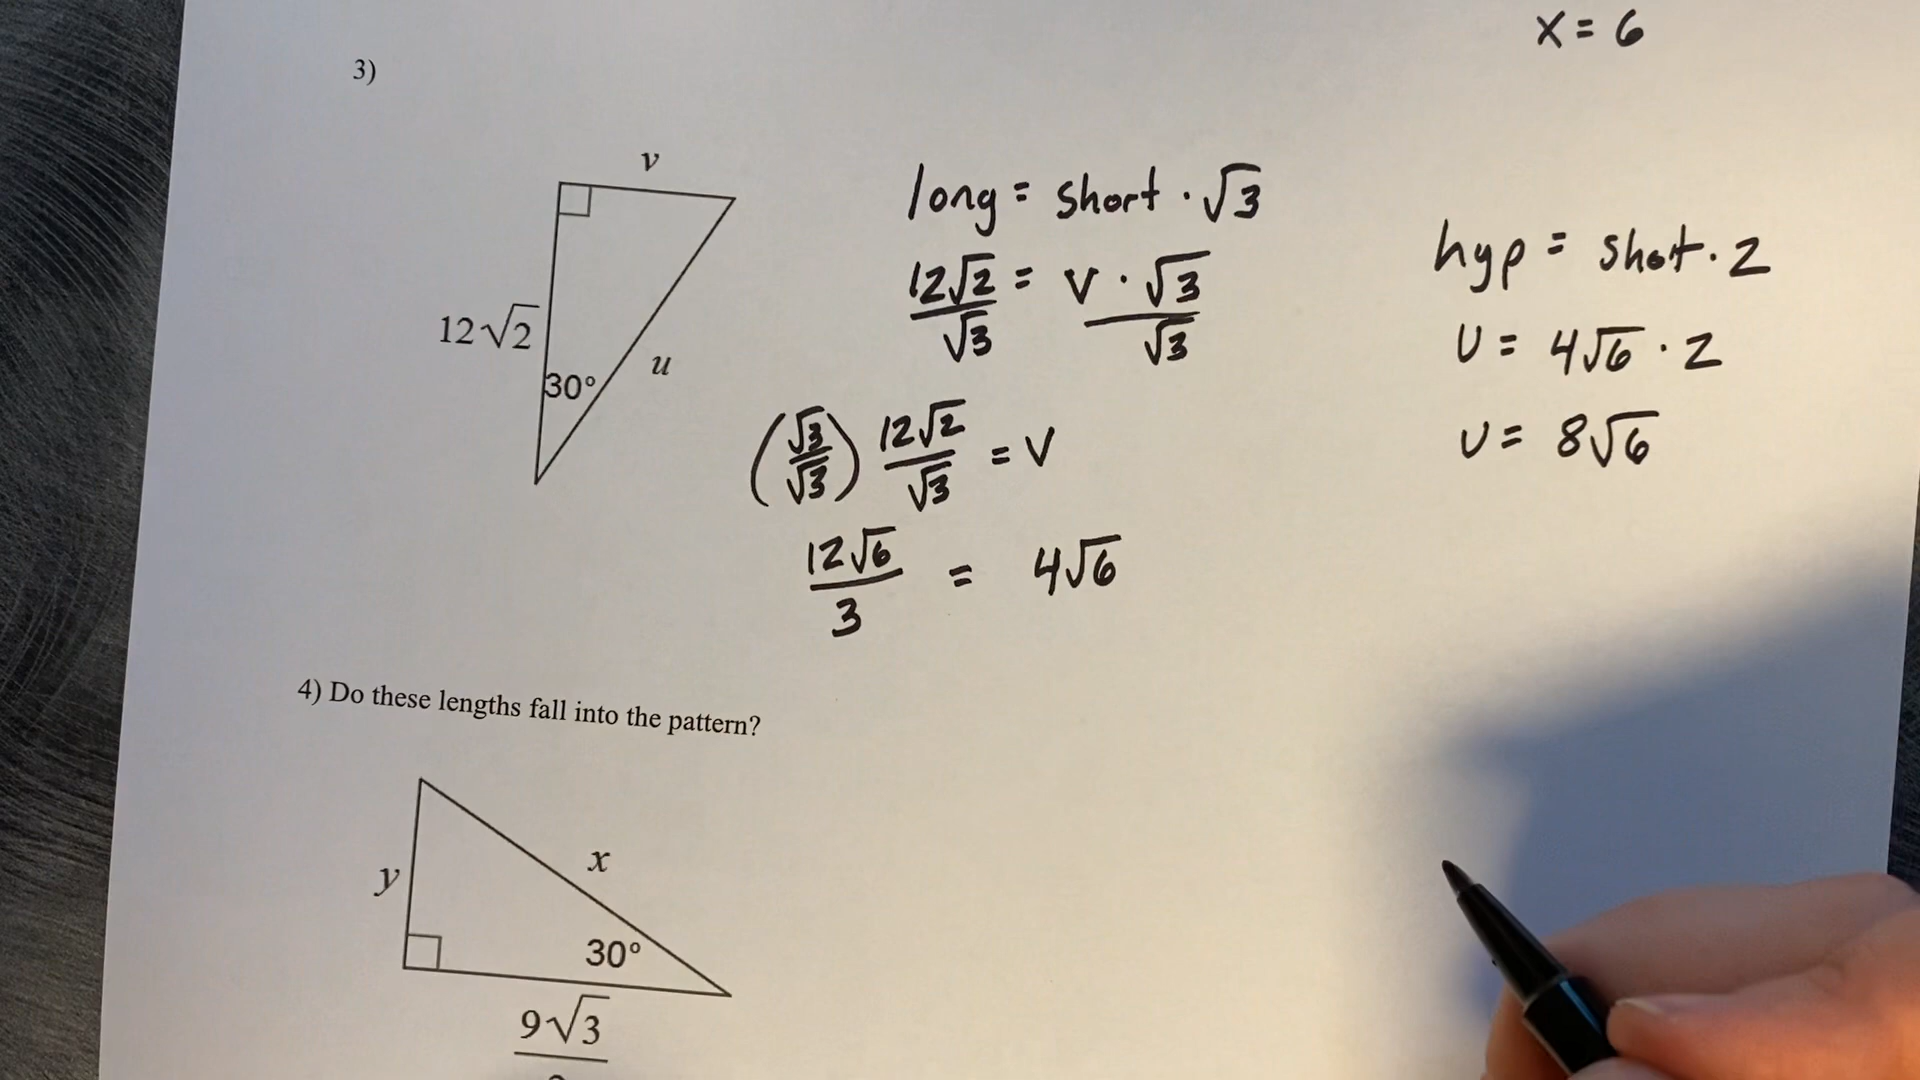 x = 6
3)
v
12√2
30°
u
long = short · √3
12√2/√3 = v · √3/√3
(√3/√3) 12√2/√3 = v
12√6/3 = 4√6
hyp = shot · 2
u = 4√6 · 2
u = 8√6
4) Do these lengths fall into the pattern?
y
x
30°
9√3